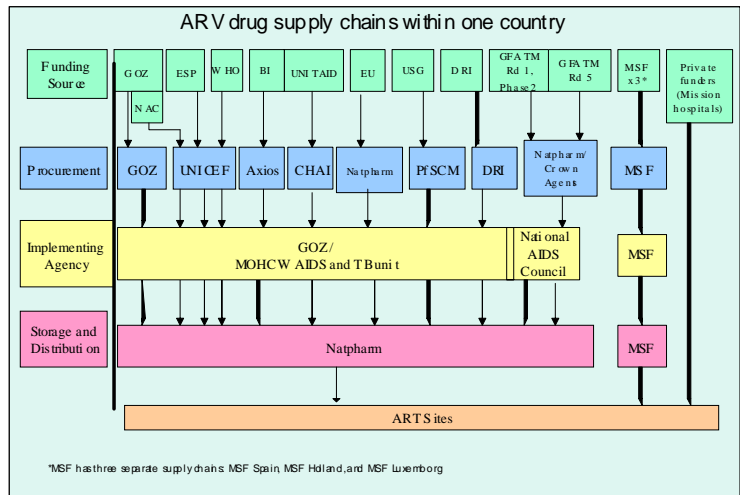 ARV drug supply chains within one country
Funding
Source
GOZ
NAC
ESP
WHO
BI
UNITAID
EU
USG
DRI
GFATM
Rd 1,
Phase2
GFATM
Rd 5
MSF
x3*
Private
funders
(Mission
hospitals)
Procurement
GOZ
UNICEF
Axios
CHAI
Natpharm
PfSCM
DRI
Natpharm/
Crown
Agents
MSF
Implementing
Agency
GOZ/
MOHCW AIDS and TB unit
National
AIDS
Council
MSF
Storage and
Distribution
Natpharm
MSF
ART Sites
*MSF has three separate supply chains: MSF Spain, MSF Holland, and MSF Luxemborg